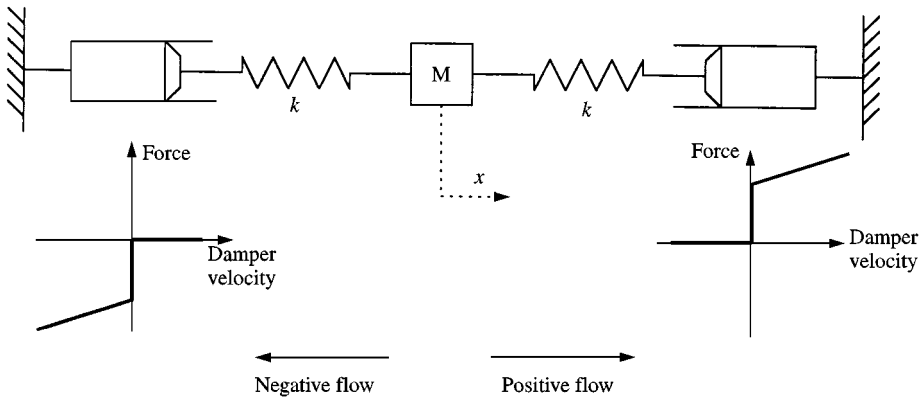 M
k
k
x
Force
Damper
velocity
Force
Damper
velocity
Negative flow
Positive flow